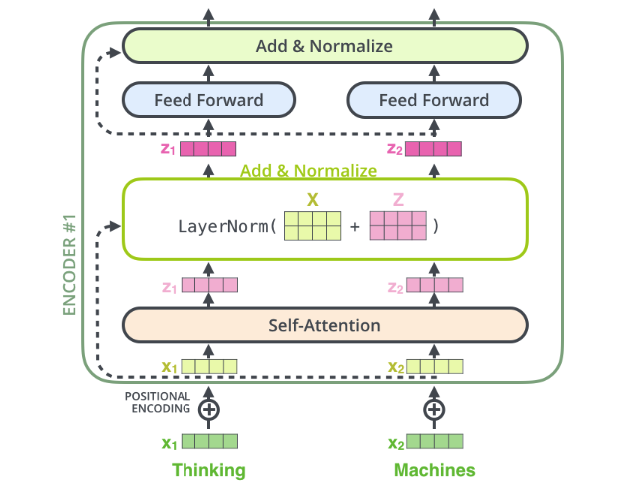 Add & Normalize
Feed Forward
Feed Forward
z1
z2
Add & Normalize
X
Z
LayerNorm(
+
)
ENCODER #1
z1
z2
Self-Attention
x1
x2
POSITIONAL
ENCODING
x1
x2
Thinking
Machines